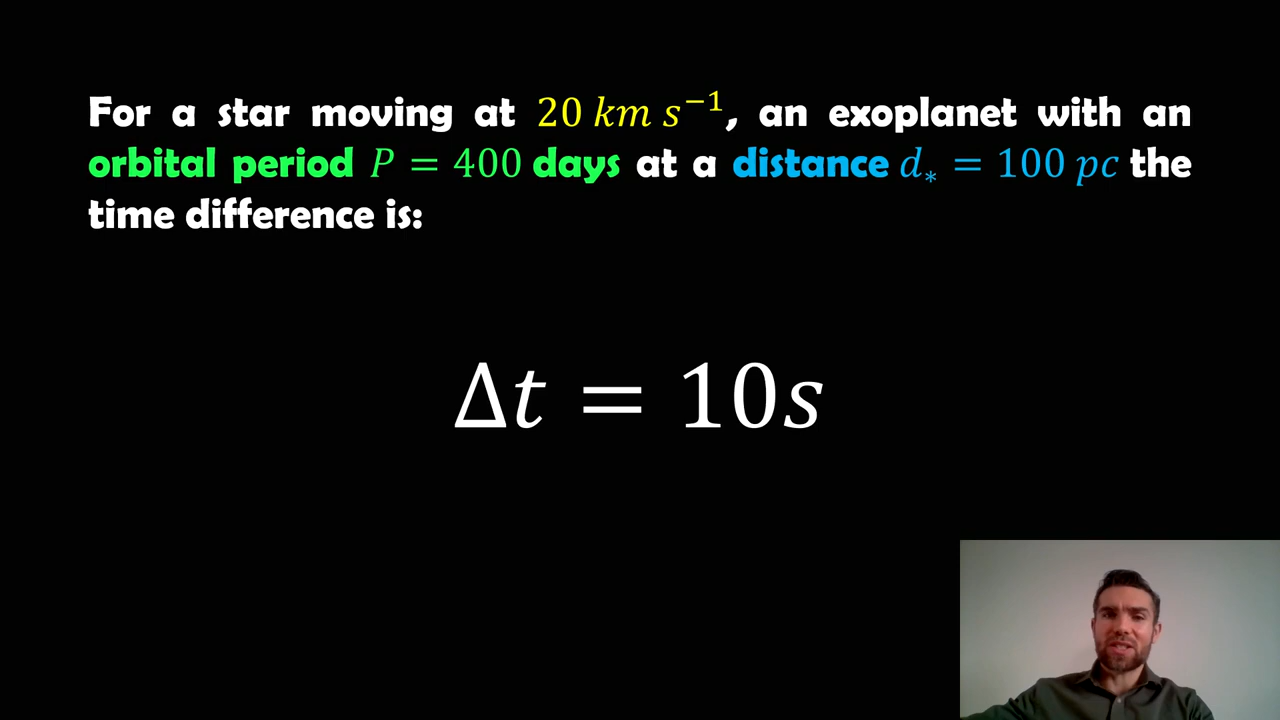 For a star moving at 20 km s⁻¹, an exoplanet with an
orbital period P = 400 days at a distance d∗ = 100 pc the
time difference is:
Δt = 10s